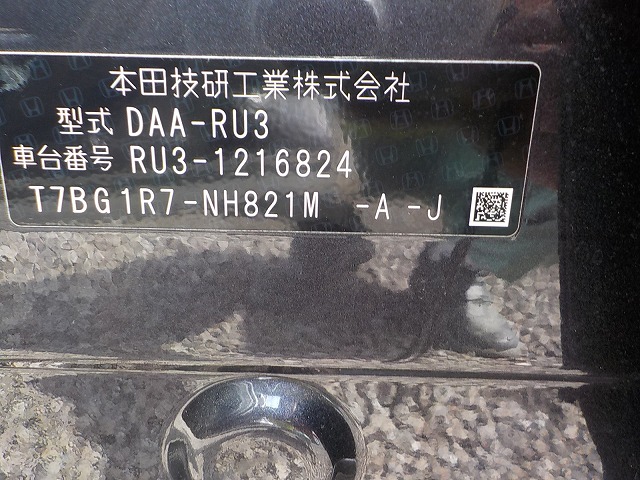 本田技研工業株式会社
型式 DAA-RU3
車台番号 RU3-1216824
T7BG1R7-NH821M -A -J